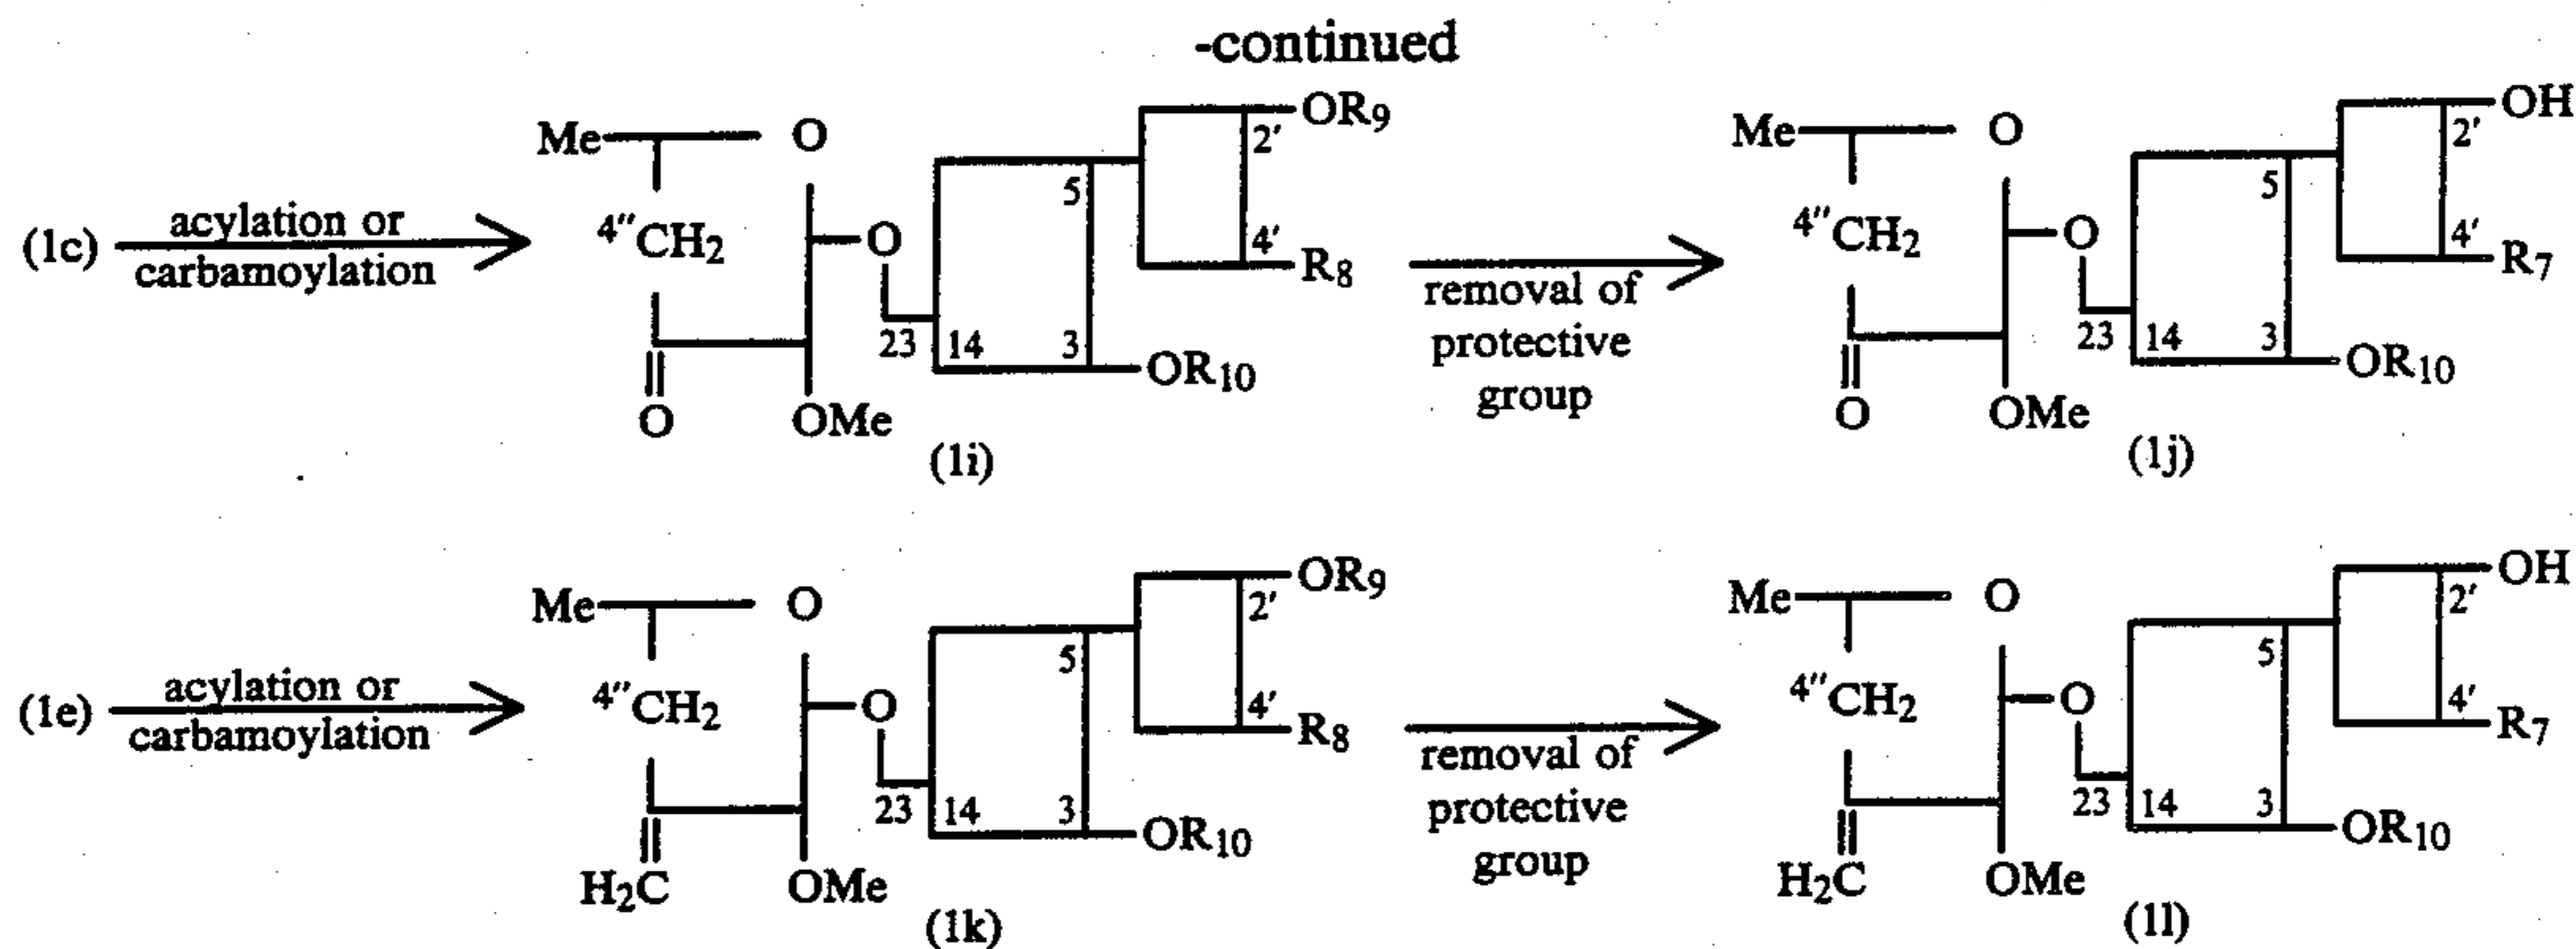 -continued
(1c) acylation or carbamoylation
Me O
4″CH2 O
O OMe
23 14 5 3 OR10
2′ OR9
4′ R8
(1i)
removal of
protective
group
Me O
4″CH2 O
O OMe
23 14 5 3 OR10
2′ OH
4′ R7
(1j)
(1e) acylation or carbamoylation
Me O
4″CH2 O
H2C OMe
23 14 5 3 OR10
2′ OR9
4′ R8
(1k)
removal of
protective
group
Me O
4″CH2 O
H2C OMe
23 14 5 3 OR10
2′ OH
4′ R7
(1l)